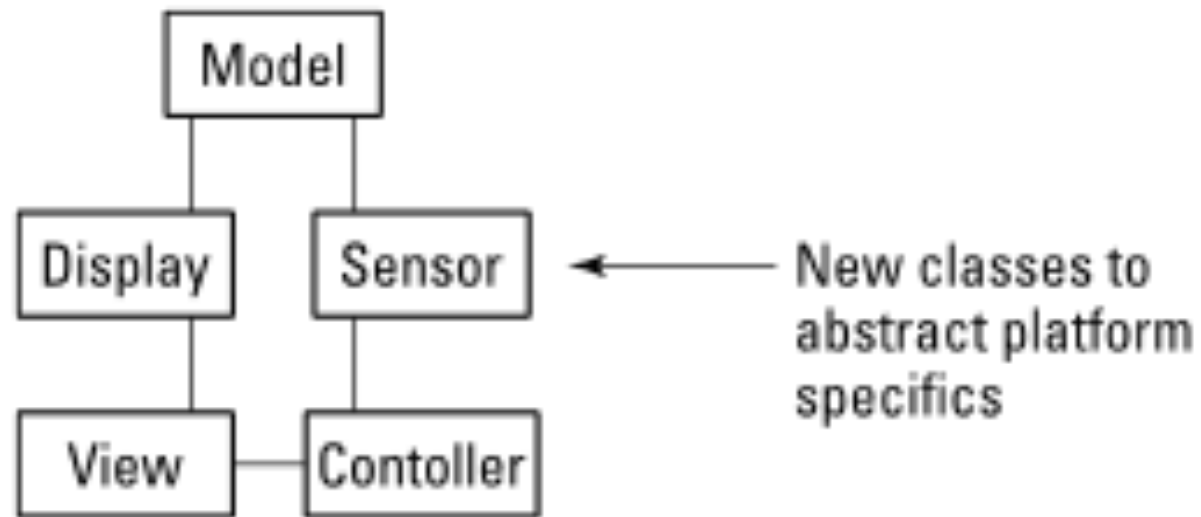 Model
Display
Sensor
New classes to
abstract platform
specifics
View
Contoller